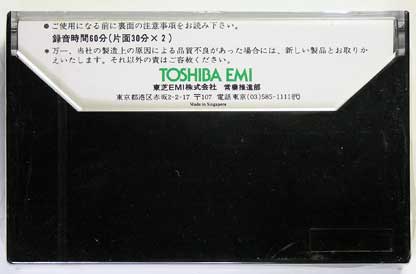 ● ご使用になる前に裏面の注意事項をお読み下さい。
録音時間60分(片面30分×2)
● 万一、当社の製造上の原因による品質不良があった場合には、新しい製品とお取りか
えいたします。それ以外の責はご容赦ください。
TOSHIBA EMI
東芝EMI株式会社 営業推進部
東京都港区赤坂2-2-17 〒107 電話東京(03)585-1111㈹
Made in Singapore